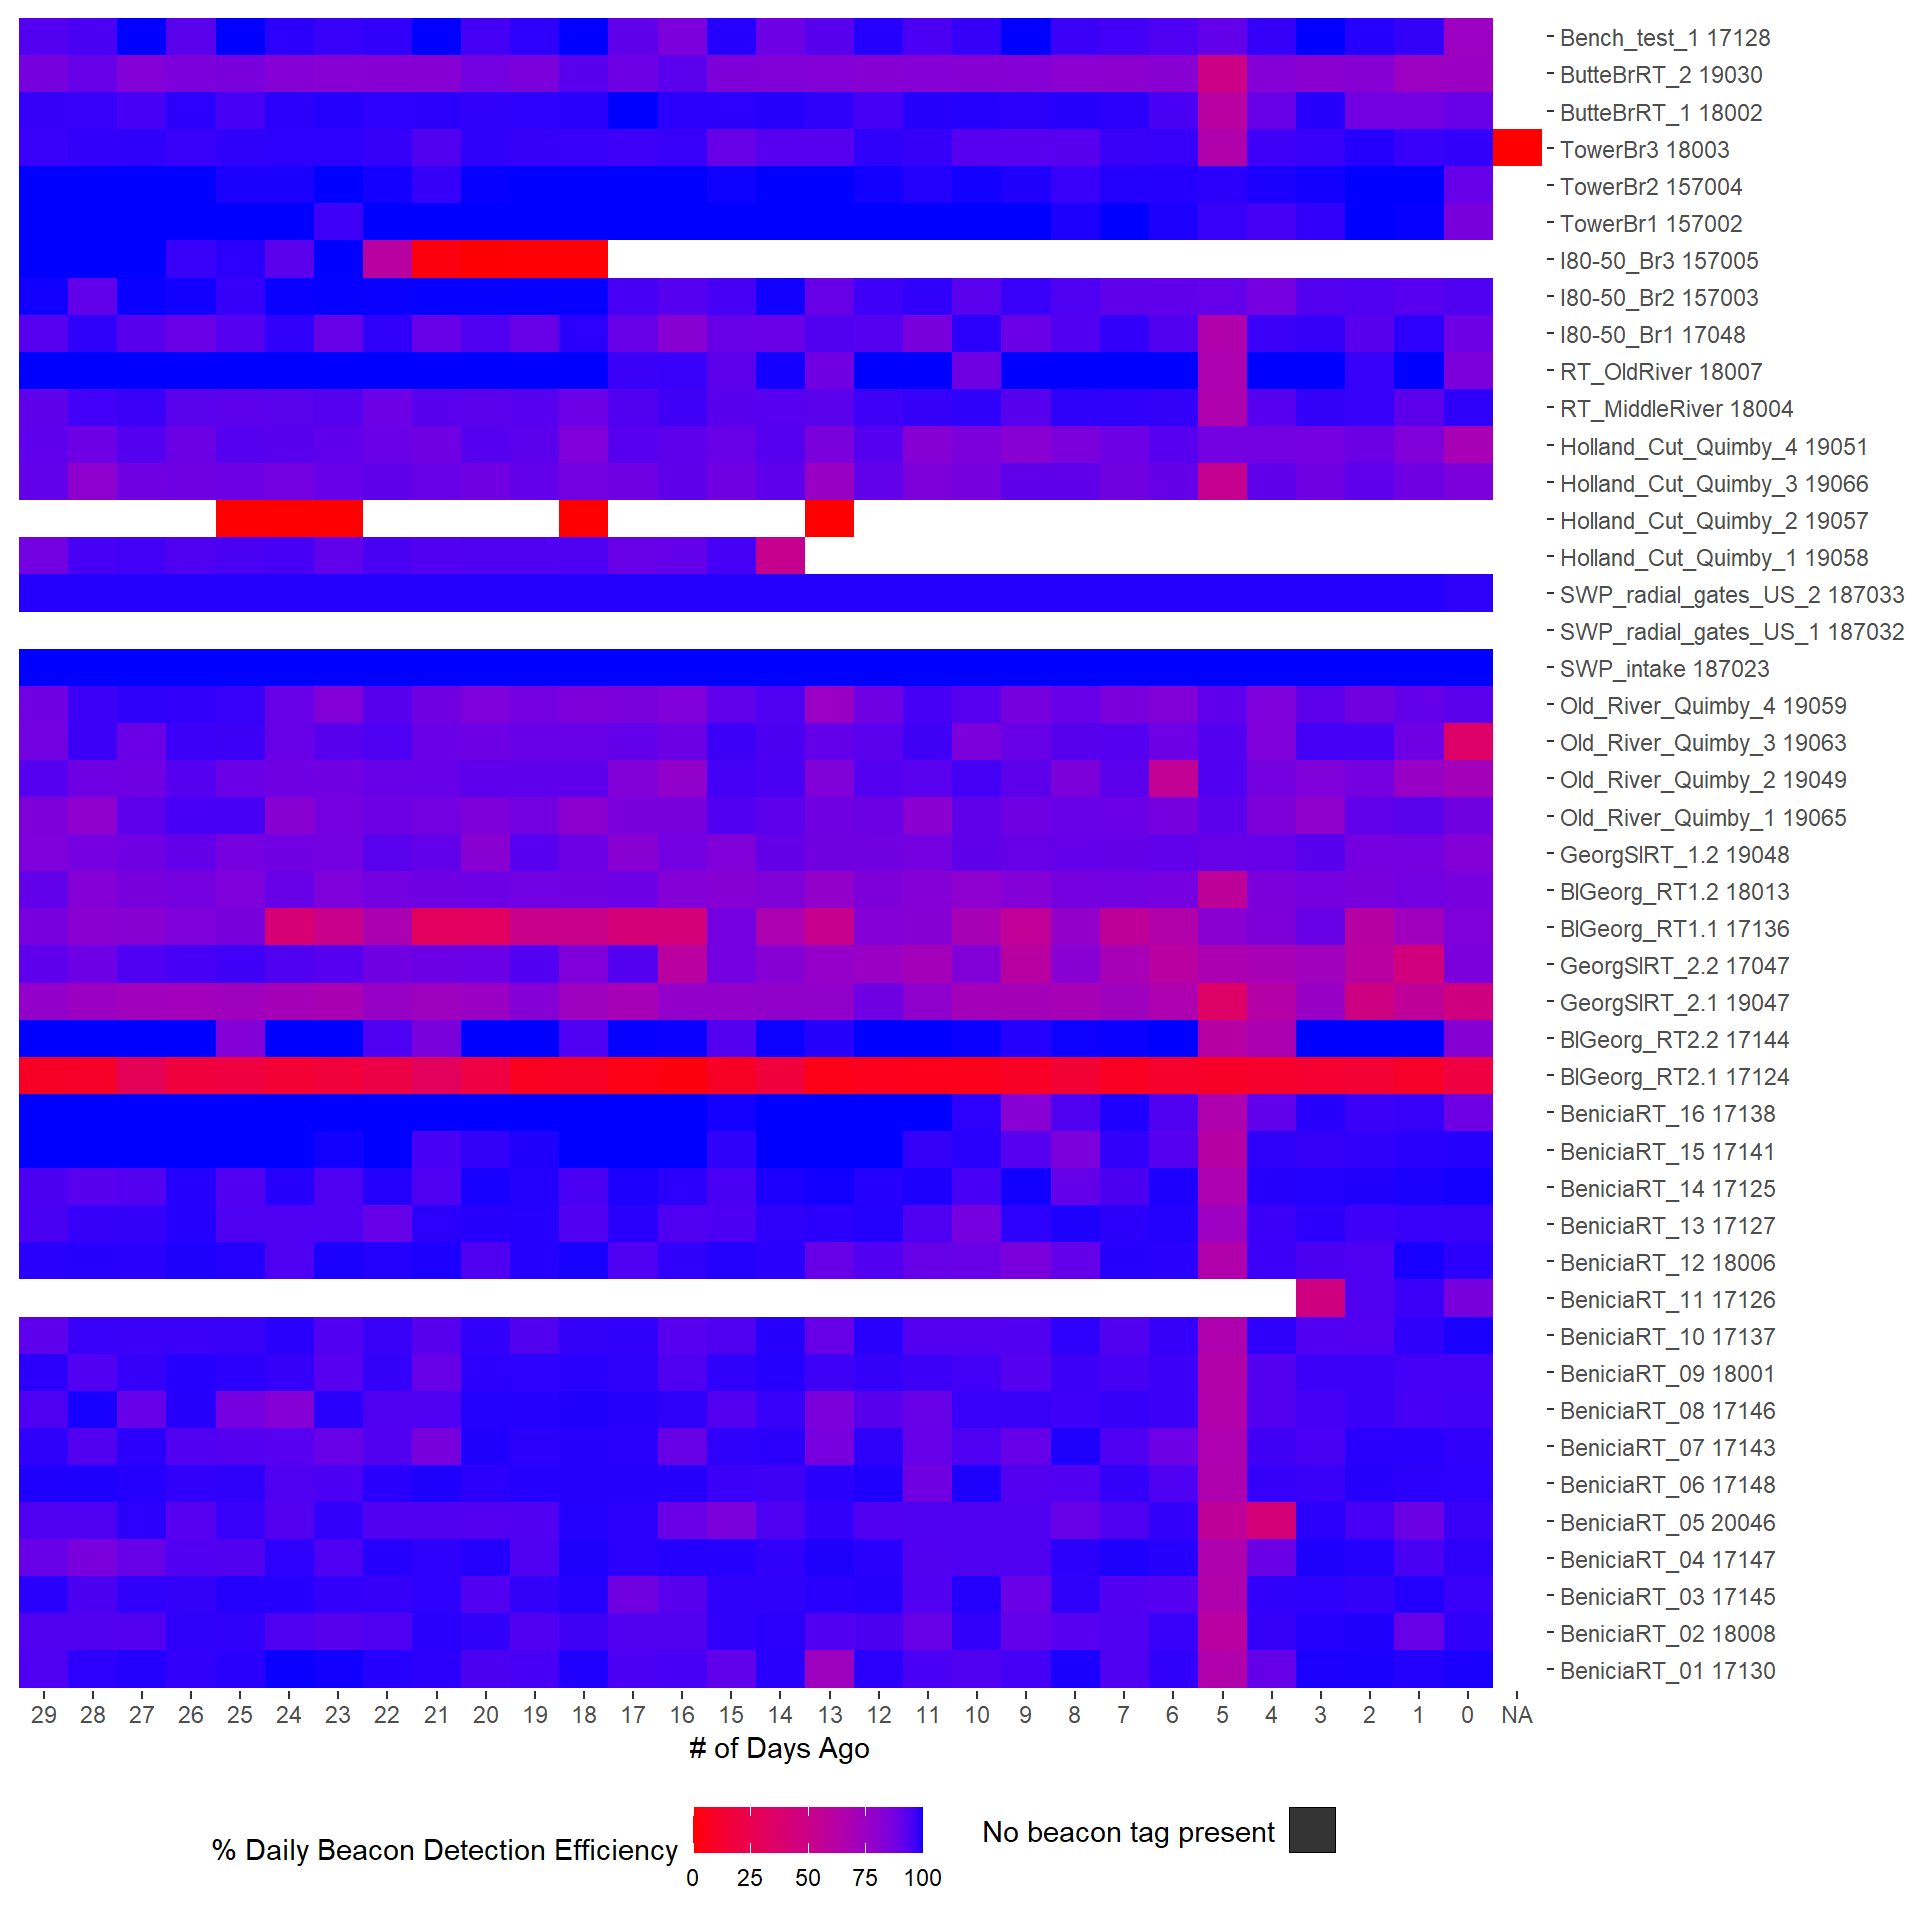 Bench_test_1 17128
ButteBrRT_2 19030
ButteBrRT_1 18002
TowerBr3 18003
TowerBr2 157004
TowerBr1 157002
I80-50_Br3 157005
I80-50_Br2 157003
I80-50_Br1 17048
RT_OldRiver 18007
RT_MiddleRiver 18004
Holland_Cut_Quimby_4 19051
Holland_Cut_Quimby_3 19066
Holland_Cut_Quimby_2 19057
Holland_Cut_Quimby_1 19058
SWP_radial_gates_US_2 187033
SWP_radial_gates_US_1 187032
SWP_intake 187023
Old_River_Quimby_4 19059
Old_River_Quimby_3 19063
Old_River_Quimby_2 19049
Old_River_Quimby_1 19065
GeorgSlRT_1.2 19048
BlGeorg_RT1.2 18013
BlGeorg_RT1.1 17136
GeorgSlRT_2.2 17047
GeorgSlRT_2.1 19047
BlGeorg_RT2.2 17144
BlGeorg_RT2.1 17124
BeniciaRT_16 17138
BeniciaRT_15 17141
BeniciaRT_14 17125
BeniciaRT_13 17127
BeniciaRT_12 18006
BeniciaRT_11 17126
BeniciaRT_10 17137
BeniciaRT_09 18001
BeniciaRT_08 17146
BeniciaRT_07 17143
BeniciaRT_06 17148
BeniciaRT_05 20046
BeniciaRT_04 17147
BeniciaRT_03 17145
BeniciaRT_02 18008
BeniciaRT_01 17130
29 28 27 26 25 24 23 22 21 20 19 18 17 16 15 14 13 12 11 10 9 8 7 6 5 4 3 2 1 0 NA
# of Days Ago
% Daily Beacon Detection Efficiency
0 25 50 75 100
No beacon tag present